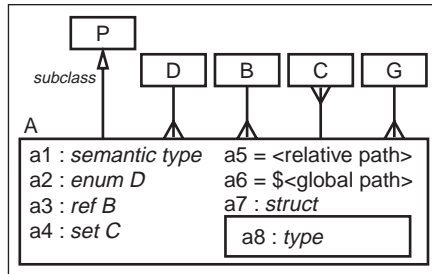 P
subclass
D B C G
A
a1 : semantic type
a2 : enum D
a3 : ref B
a4 : set C
a5 = <relative path>
a6 = $<global path>
a7 : struct
a8 : type